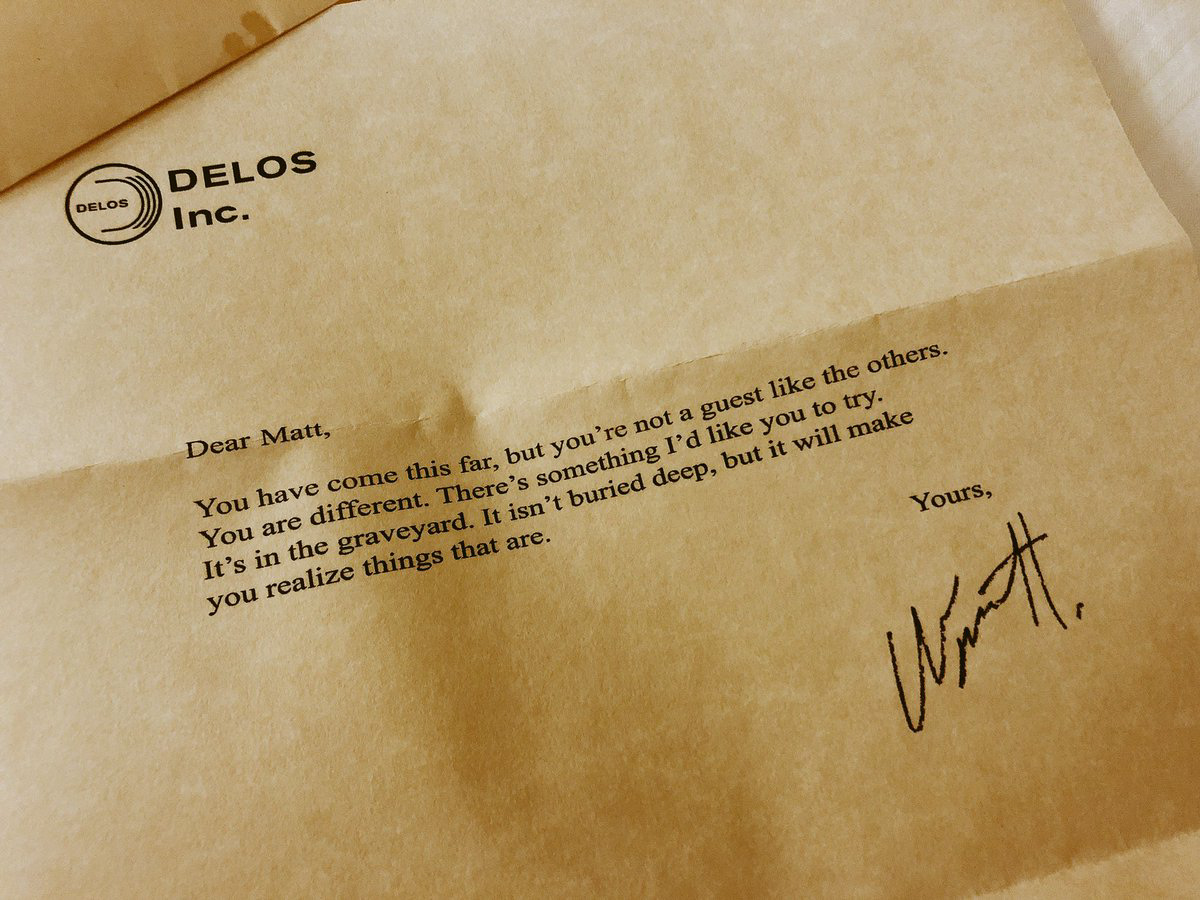 DELOS
DELOS
Inc.
Dear Matt,
You have come this far, but you're not a guest like the others.
You are different. There's something I'd like you to try.
It's in the graveyard. It isn't buried deep, but it will make
you realize things that are.
Yours,
Wyatt.